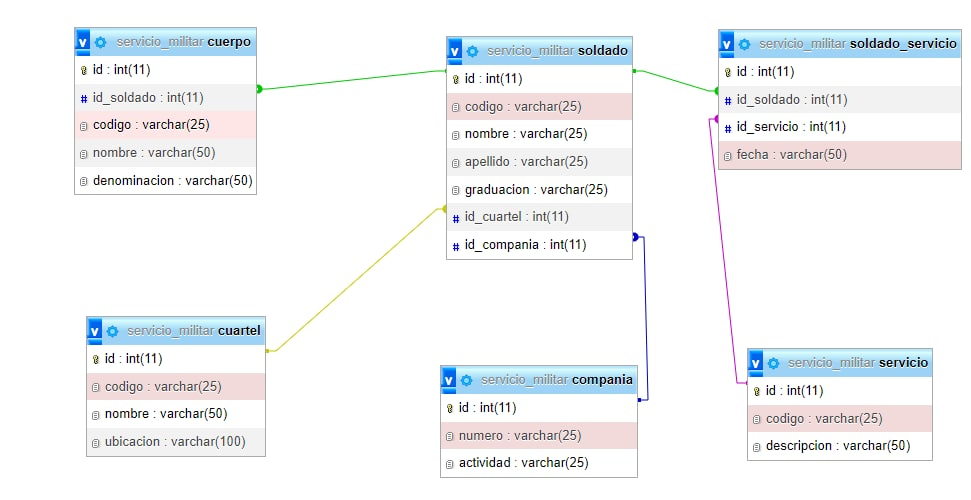 servicio_militar cuerpo
id : int(11)
id_soldado : int(11)
codigo : varchar(25)
nombre : varchar(50)
denominacion : varchar(50)
servicio_militar soldado
id : int(11)
codigo : varchar(25)
nombre : varchar(25)
apellido : varchar(25)
graduacion : varchar(25)
id_cuartel : int(11)
id_compania : int(11)
servicio_militar soldado_servicio
id : int(11)
id_soldado : int(11)
id_servicio : int(11)
fecha : varchar(50)
servicio_militar cuartel
id : int(11)
codigo : varchar(25)
nombre : varchar(50)
ubicacion : varchar(100)
servicio_militar compania
id : int(11)
numero : varchar(25)
actividad : varchar(25)
servicio_militar servicio
id : int(11)
codigo : varchar(25)
descripcion : varchar(50)